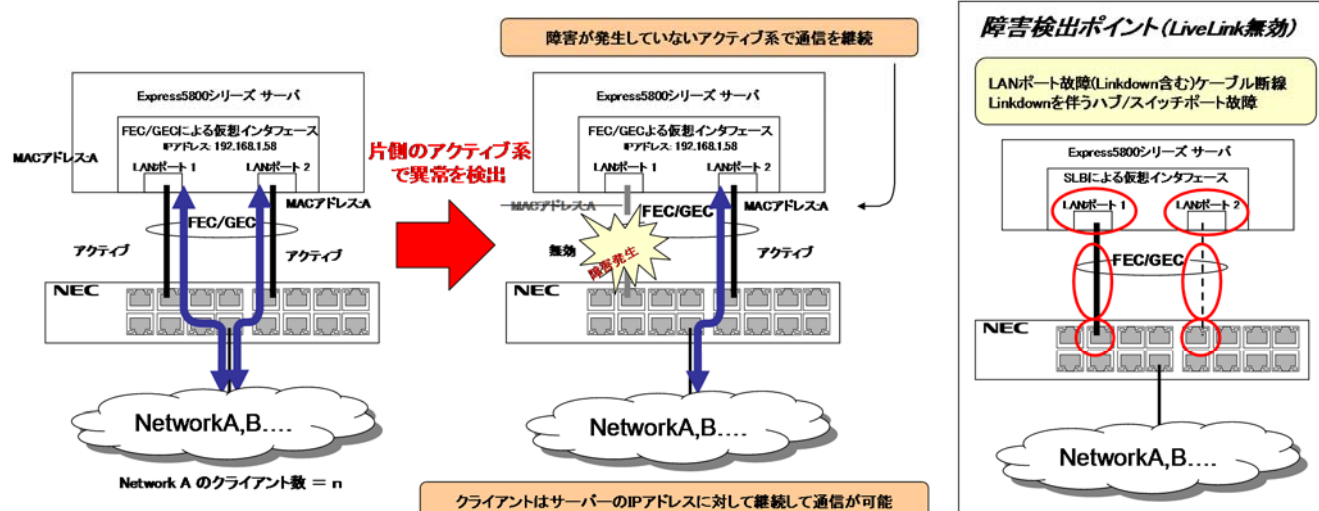 障害が発生していないアクティブ系で通信を継続
Express5800シリーズ サーバ
FEC/GECによる仮想インタフェース
IPアドレス: 192.168.1.58
LANポート 1
LANポート 2
MACアドレス:A
MACアドレス:A
FEC/GEC
アクティブ
アクティブ
NEC
NetworkA,B....
Network A のクライアント数 = n
片側のアクティブ系
で異常を検出
Express5800シリーズ サーバ
FEC/GECよる仮想インタフェース
IPアドレス: 192.168.1.58
LANポート 1
LANポート 2
MACアドレス:A
MACアドレス:A
FEC/GEC
無効
障害発生
アクティブ
NEC
NetworkA,B....
クライアントはサーバーのIPアドレスに対して継続して通信が可能
障害検出ポイント(LiveLink無効)
LANポート故障(Linkdown含む)ケーブル断線
Linkdownを伴うハブ/スイッチポート故障
Express5800シリーズ サーバ
SLBによる仮想インタフェース
LANポート 1
LANポート 2
FEC/GEC
NEC
NetworkA,B....